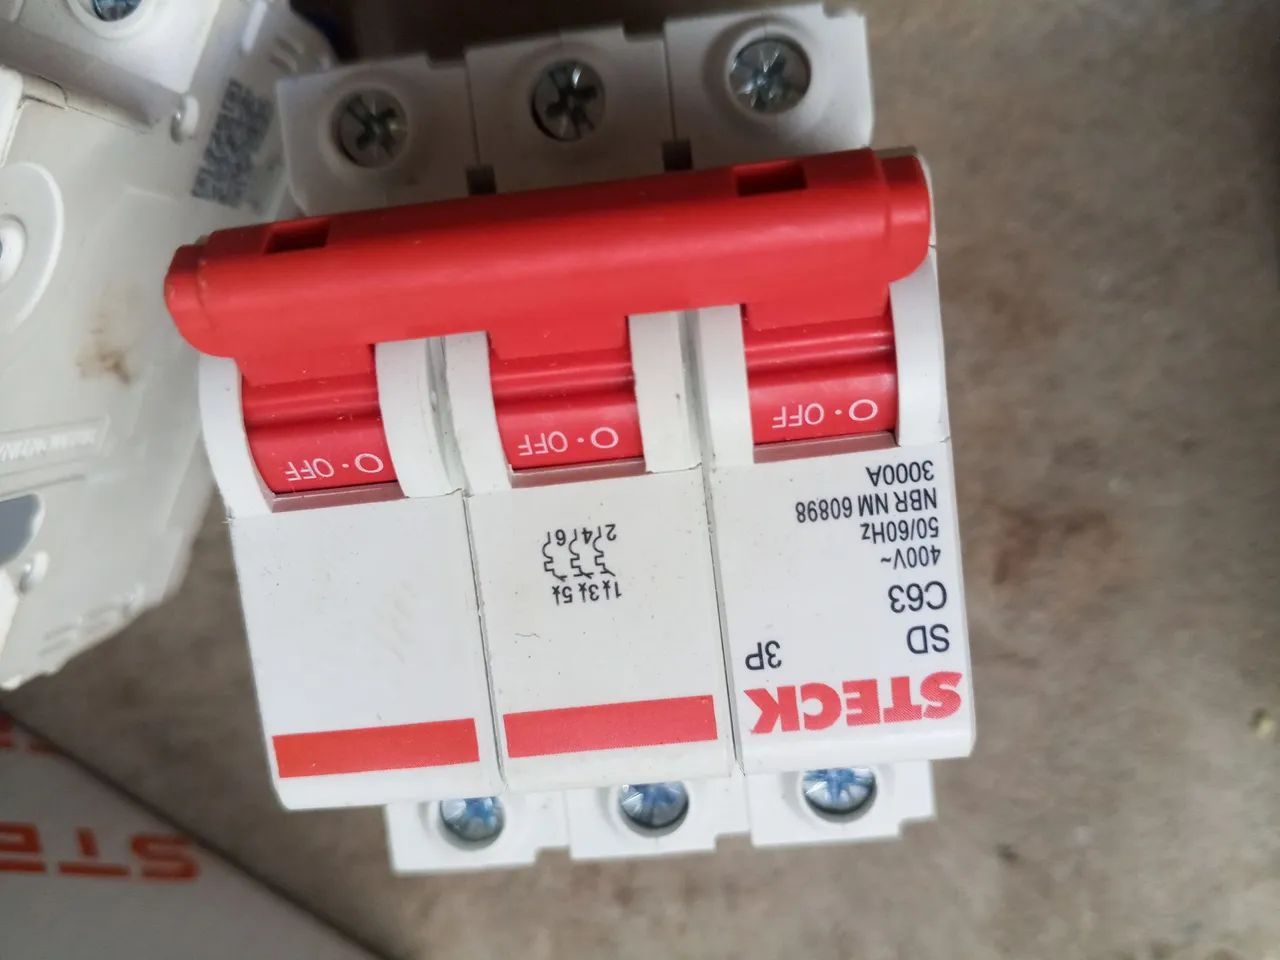 STECK
SD 3P
C63
400V~
50/60Hz
NBR NM 60898
3000A
1 3 5
2 4 6
O · OFF
O · OFF
O · OFF
STE